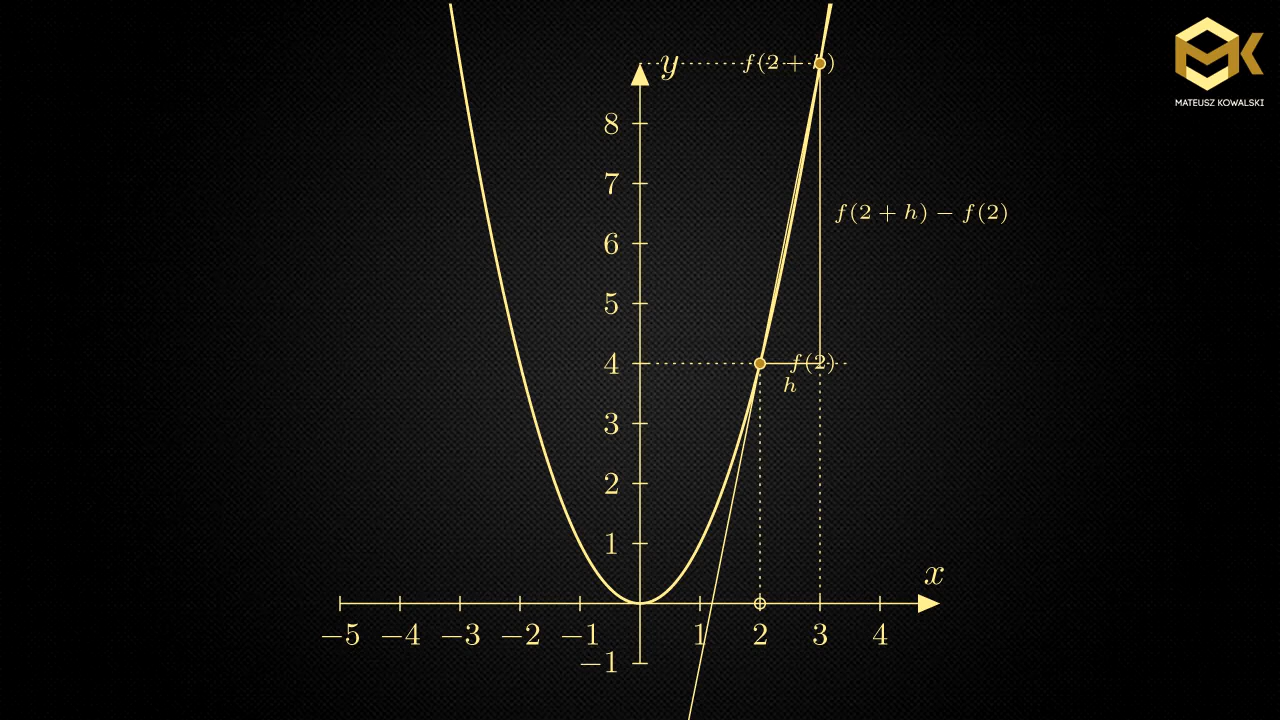 MATEUSZ KOWALSKI
y
f(2 + h)
8
7
f(2 + h) − f(2)
6
5
4
f(2)
h
3
2
1
x
−5 −4 −3 −2 −1 1 2 3 4
−1